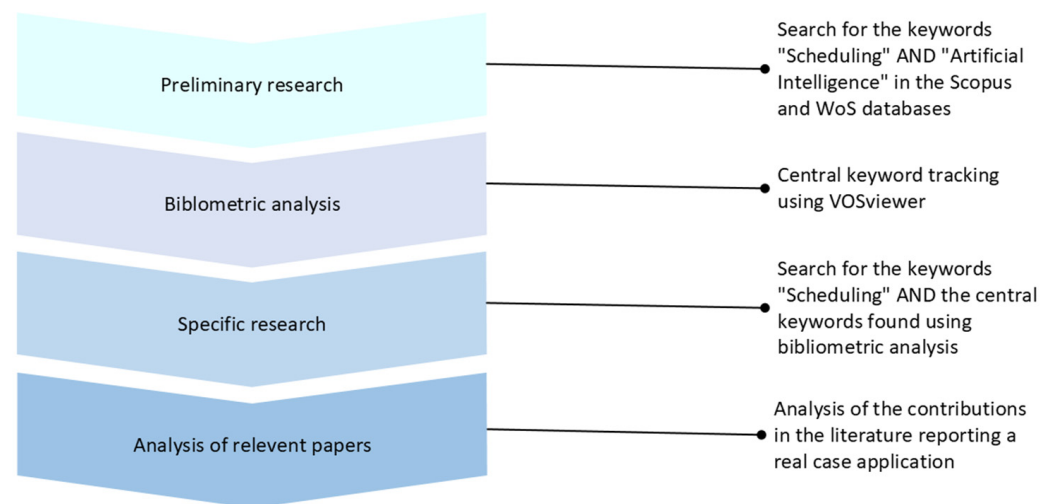 Preliminary research
Search for the keywords
"Scheduling" AND "Artificial
Intelligence" in the Scopus
and WoS databases
Biblometric analysis
Central keyword tracking
using VOSviewer
Specific research
Search for the keywords
"Scheduling" AND the central
keywords found using
bibliometric analysis
Analysis of relevent papers
Analysis of the contributions
in the literature reporting a
real case application